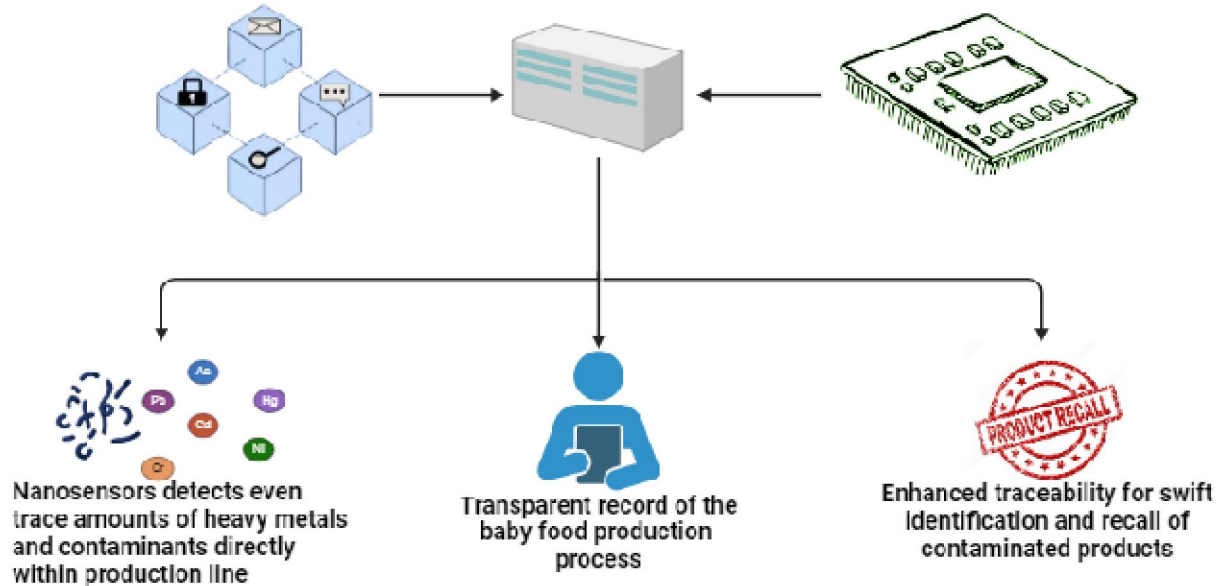 As
Pb
Hg
Cd
Ni
Cr
PRODUCT RECALL
Nanosensors detects even
trace amounts of heavy metals
and contaminants directly
within production line
Transparent record of the
baby food production
process
Enhanced traceability for swift
identification and recall of
contaminated products